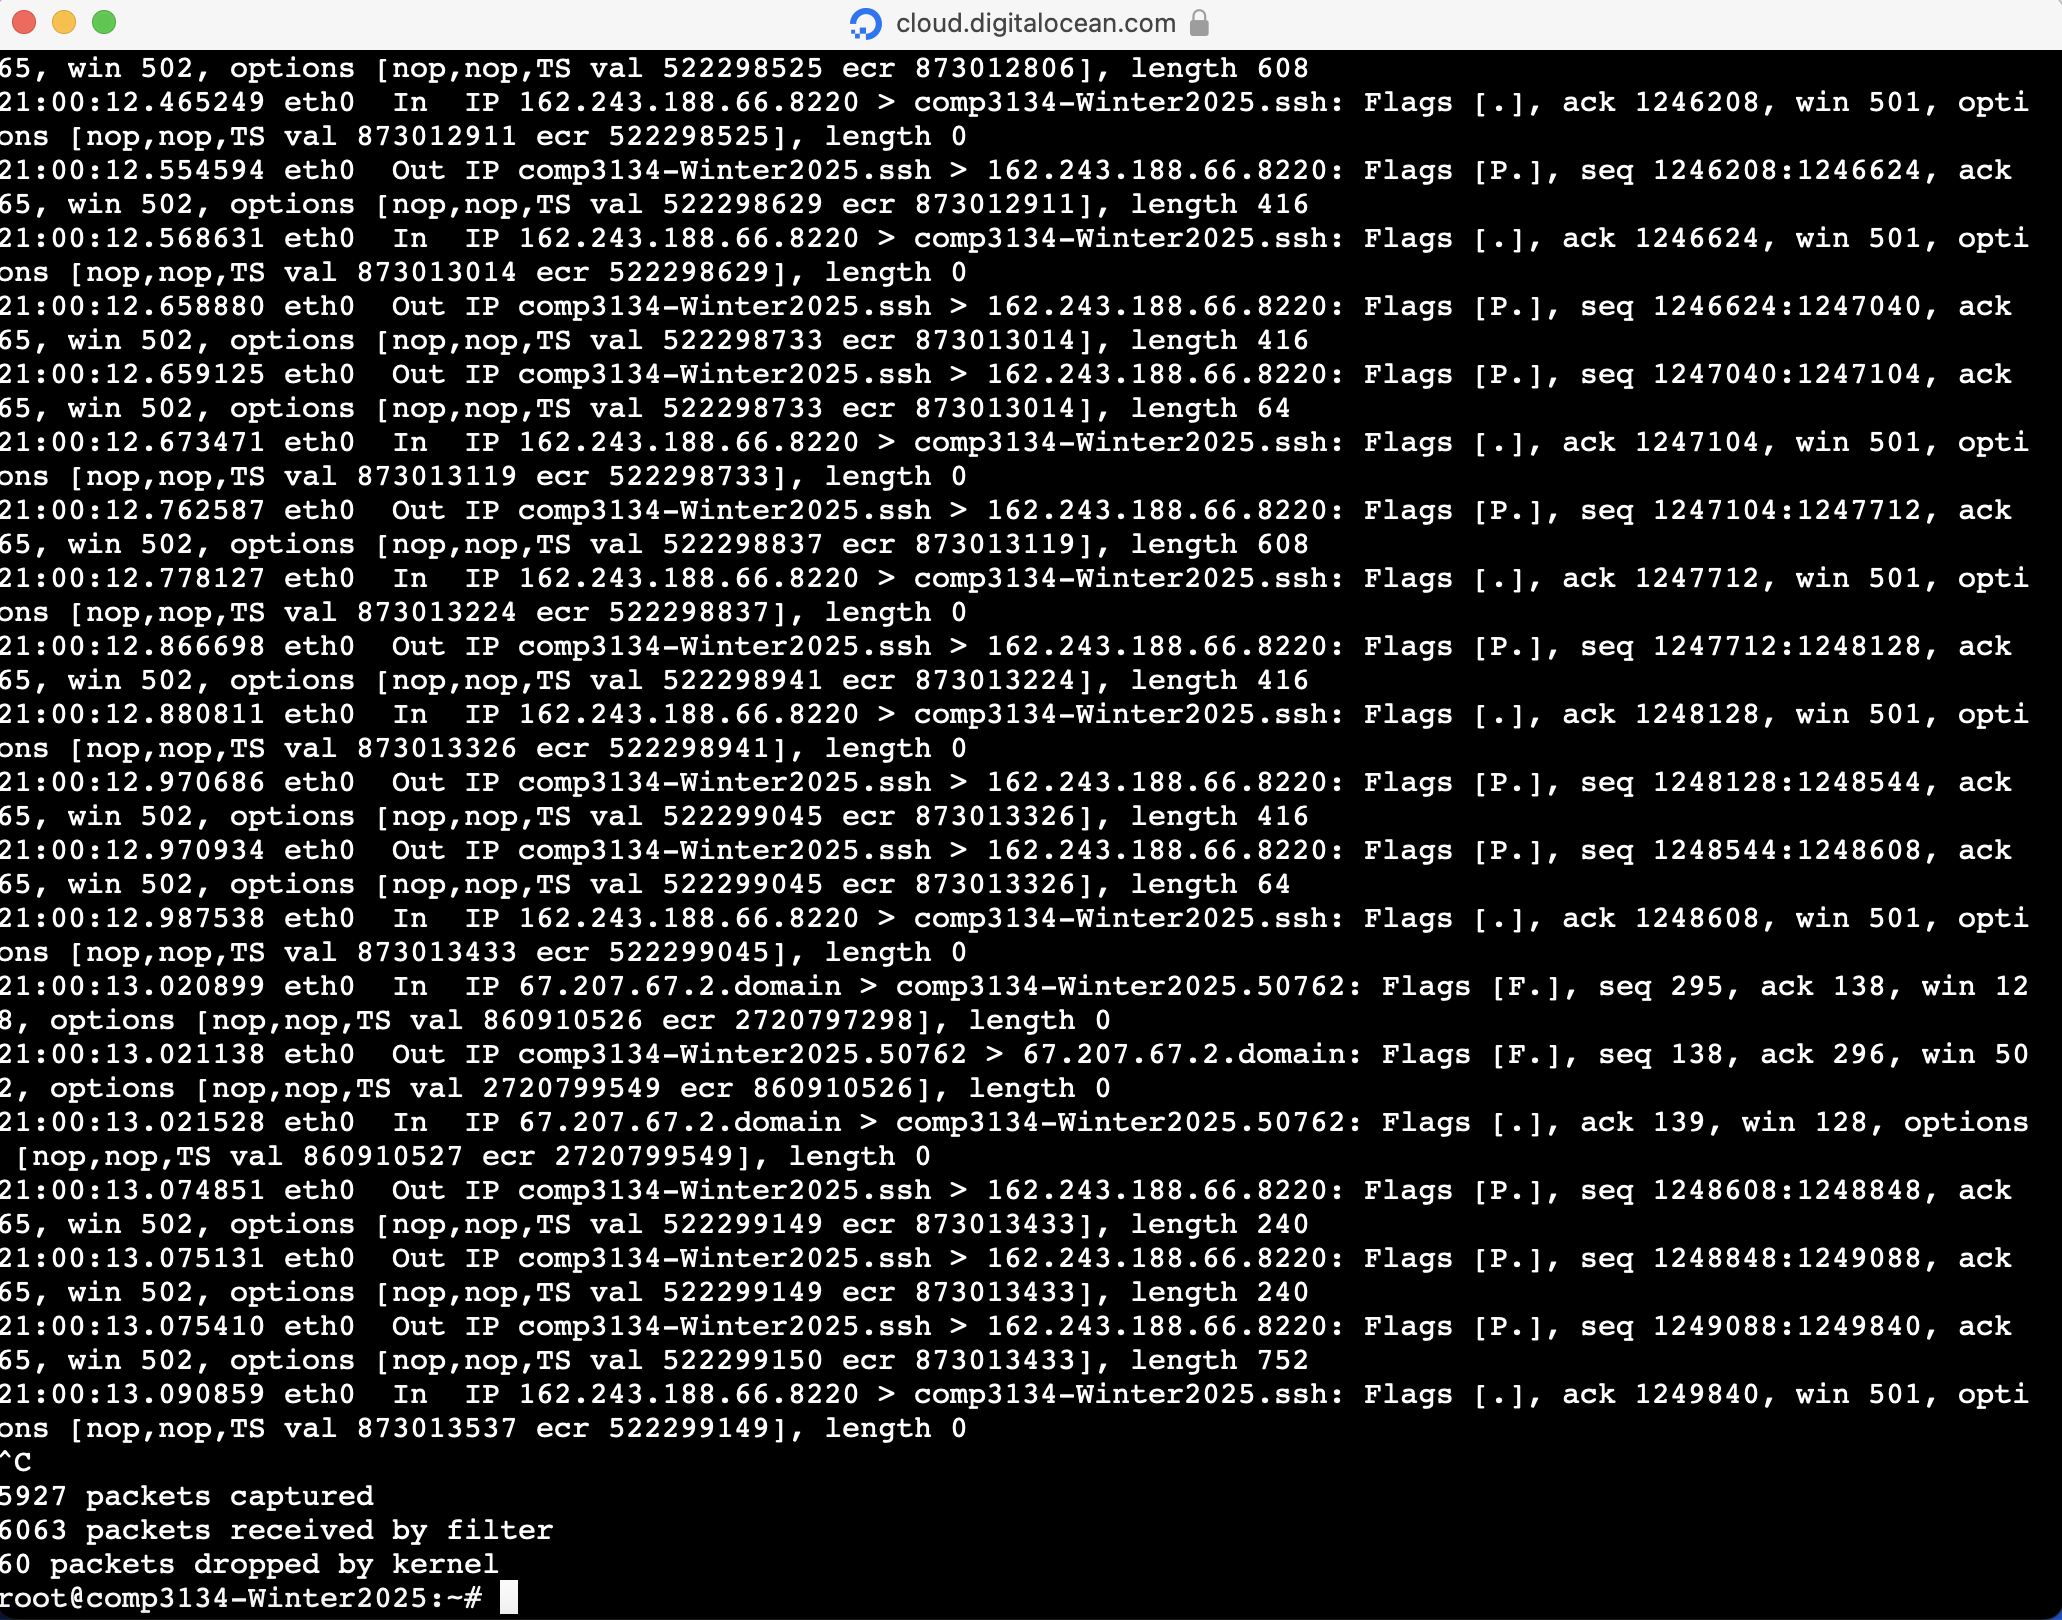 cloud.digitalocean.com
65, win 502, options [nop,nop,TS val 522298525 ecr 873012806], length 608
21:00:12.465249 eth0  In  IP 162.243.188.66.8220 > comp3134-Winter2025.ssh: Flags [.], ack 1246208, win 501, opti
ons [nop,nop,TS val 873012911 ecr 522298525], length 0
21:00:12.554594 eth0  Out IP comp3134-Winter2025.ssh > 162.243.188.66.8220: Flags [P.], seq 1246208:1246624, ack
65, win 502, options [nop,nop,TS val 522298629 ecr 873012911], length 416
21:00:12.568631 eth0  In  IP 162.243.188.66.8220 > comp3134-Winter2025.ssh: Flags [.], ack 1246624, win 501, opti
ons [nop,nop,TS val 873013014 ecr 522298629], length 0
21:00:12.658880 eth0  Out IP comp3134-Winter2025.ssh > 162.243.188.66.8220: Flags [P.], seq 1246624:1247040, ack
65, win 502, options [nop,nop,TS val 522298733 ecr 873013014], length 416
21:00:12.659125 eth0  Out IP comp3134-Winter2025.ssh > 162.243.188.66.8220: Flags [P.], seq 1247040:1247104, ack
65, win 502, options [nop,nop,TS val 522298733 ecr 873013014], length 64
21:00:12.673471 eth0  In  IP 162.243.188.66.8220 > comp3134-Winter2025.ssh: Flags [.], ack 1247104, win 501, opti
ons [nop,nop,TS val 873013119 ecr 522298733], length 0
21:00:12.762587 eth0  Out IP comp3134-Winter2025.ssh > 162.243.188.66.8220: Flags [P.], seq 1247104:1247712, ack
65, win 502, options [nop,nop,TS val 522298837 ecr 873013119], length 608
21:00:12.778127 eth0  In  IP 162.243.188.66.8220 > comp3134-Winter2025.ssh: Flags [.], ack 1247712, win 501, opti
ons [nop,nop,TS val 873013224 ecr 522298837], length 0
21:00:12.866698 eth0  Out IP comp3134-Winter2025.ssh > 162.243.188.66.8220: Flags [P.], seq 1247712:1248128, ack
65, win 502, options [nop,nop,TS val 522298941 ecr 873013224], length 416
21:00:12.880811 eth0  In  IP 162.243.188.66.8220 > comp3134-Winter2025.ssh: Flags [.], ack 1248128, win 501, opti
ons [nop,nop,TS val 873013326 ecr 522298941], length 0
21:00:12.970686 eth0  Out IP comp3134-Winter2025.ssh > 162.243.188.66.8220: Flags [P.], seq 1248128:1248544, ack
65, win 502, options [nop,nop,TS val 522299045 ecr 873013326], length 416
21:00:12.970934 eth0  Out IP comp3134-Winter2025.ssh > 162.243.188.66.8220: Flags [P.], seq 1248544:1248608, ack
65, win 502, options [nop,nop,TS val 522299045 ecr 873013326], length 64
21:00:12.987538 eth0  In  IP 162.243.188.66.8220 > comp3134-Winter2025.ssh: Flags [.], ack 1248608, win 501, opti
ons [nop,nop,TS val 873013433 ecr 522299045], length 0
21:00:13.020899 eth0  In  IP 67.207.67.2.domain > comp3134-Winter2025.50762: Flags [F.], seq 295, ack 138, win 12
8, options [nop,nop,TS val 860910526 ecr 2720797298], length 0
21:00:13.021138 eth0  Out IP comp3134-Winter2025.50762 > 67.207.67.2.domain: Flags [F.], seq 138, ack 296, win 50
2, options [nop,nop,TS val 2720799549 ecr 860910526], length 0
21:00:13.021528 eth0  In  IP 67.207.67.2.domain > comp3134-Winter2025.50762: Flags [.], ack 139, win 128, options
 [nop,nop,TS val 860910527 ecr 2720799549], length 0
21:00:13.074851 eth0  Out IP comp3134-Winter2025.ssh > 162.243.188.66.8220: Flags [P.], seq 1248608:1248848, ack
65, win 502, options [nop,nop,TS val 522299149 ecr 873013433], length 240
21:00:13.075131 eth0  Out IP comp3134-Winter2025.ssh > 162.243.188.66.8220: Flags [P.], seq 1248848:1249088, ack
65, win 502, options [nop,nop,TS val 522299149 ecr 873013433], length 240
21:00:13.075410 eth0  Out IP comp3134-Winter2025.ssh > 162.243.188.66.8220: Flags [P.], seq 1249088:1249840, ack
65, win 502, options [nop,nop,TS val 522299150 ecr 873013433], length 752
21:00:13.090859 eth0  In  IP 162.243.188.66.8220 > comp3134-Winter2025.ssh: Flags [.], ack 1249840, win 501, opti
ons [nop,nop,TS val 873013537 ecr 522299149], length 0
^C
5927 packets captured
6063 packets received by filter
60 packets dropped by kernel
root@comp3134-Winter2025:~#